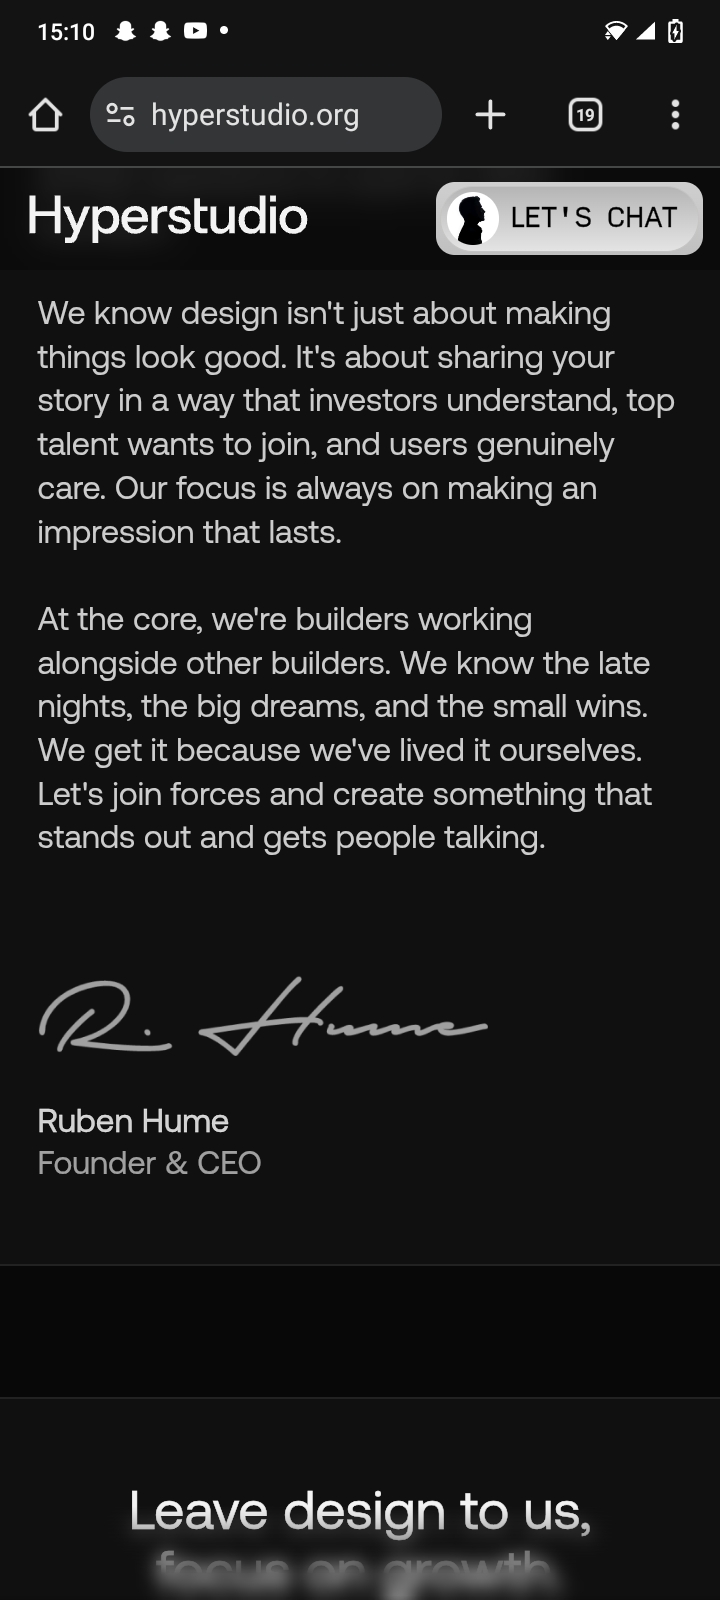 15:10
hyperstudio.org
19
Hyperstudio
LET'S CHAT
We know design isn't just about making
things look good. It's about sharing your
story in a way that investors understand, top
talent wants to join, and users genuinely
care. Our focus is always on making an
impression that lasts.
At the core, we're builders working
alongside other builders. We know the late
nights, the big dreams, and the small wins.
We get it because we've lived it ourselves.
Let's join forces and create something that
stands out and gets people talking.
R. Hume
Ruben Hume
Founder & CEO
Leave design to us,
focus on growth.